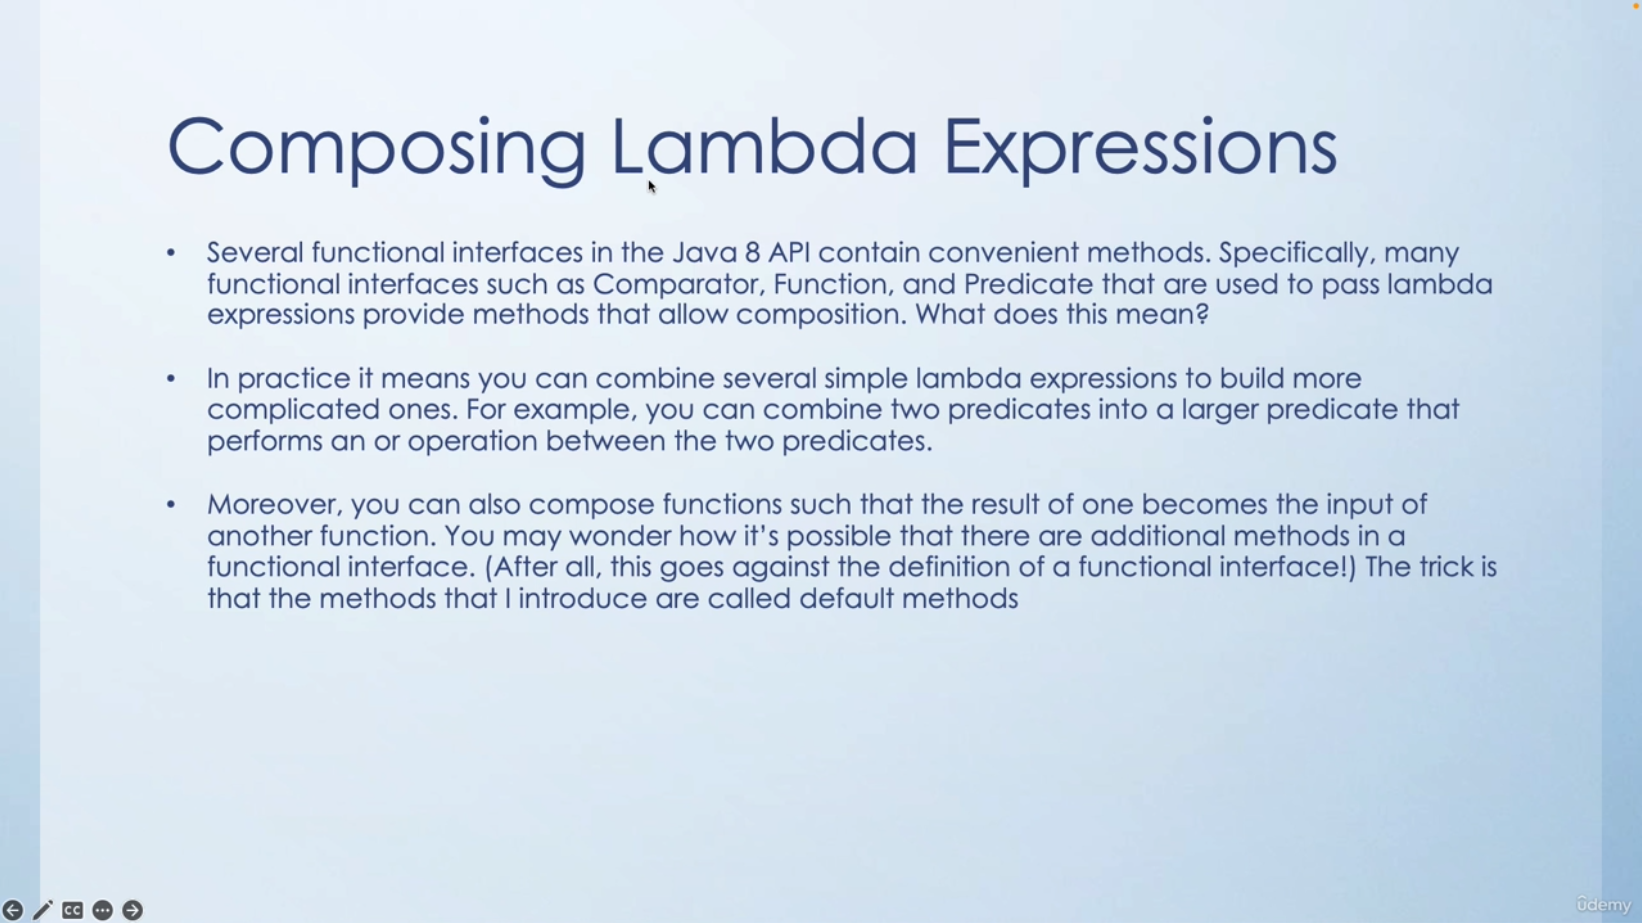 Composing Lambda Expressions
• Several functional interfaces in the Java 8 API contain convenient methods. Specifically, many
functional interfaces such as Comparator, Function, and Predicate that are used to pass lambda
expressions provide methods that allow composition. What does this mean?
• In practice it means you can combine several simple lambda expressions to build more
complicated ones. For example, you can combine two predicates into a larger predicate that
performs an or operation between the two predicates.
• Moreover, you can also compose functions such that the result of one becomes the input of
another function. You may wonder how it’s possible that there are additional methods in a
functional interface. (After all, this goes against the definition of a functional interface!) The trick is
that the methods that I introduce are called default methods
CC
ûdemy